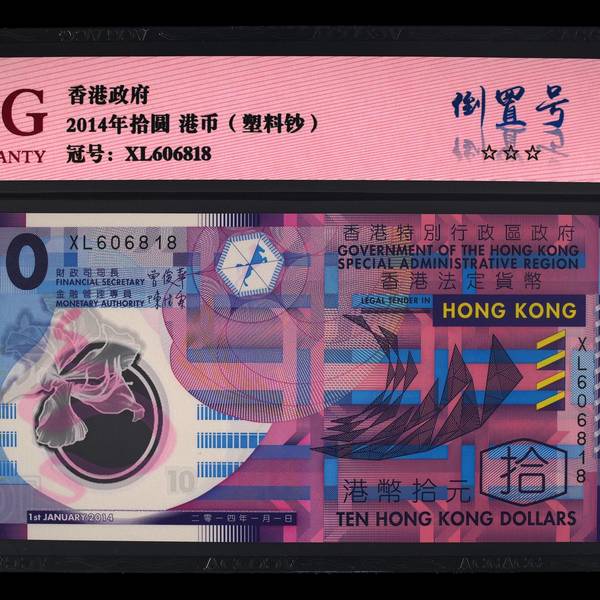 G
ANTY
香港政府
2014年拾圆 港币（塑料钞）
冠号：XL606818
倒置号
☆☆☆
0
XL606818
財政司司長
FINANCIAL SECRETARY
金融管理專員
MONETARY AUTHORITY
香港特別行政區政府
GOVERNMENT OF THE HONG KONG
SPECIAL ADMINISTRATIVE REGION
香港法定貨幣
LEGAL TENDER IN HONG KONG
XL606818
10
拾
港幣拾元
TEN HONG KONG DOLLARS
1st JANUARY 2014
二零一四年一月一日